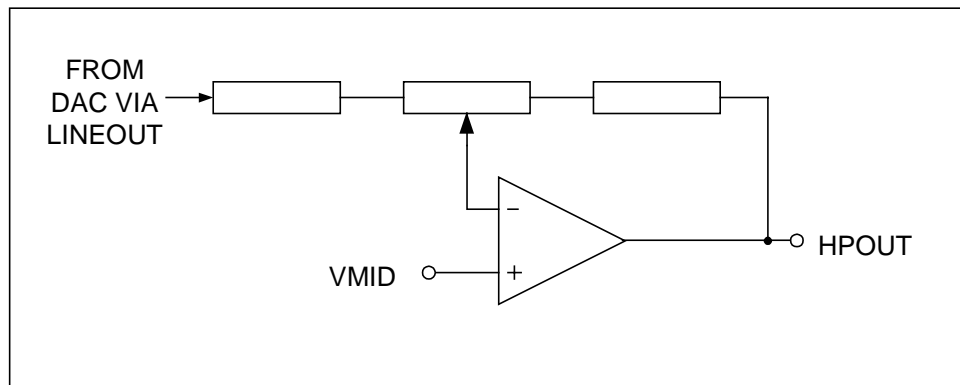 FROM
DAC VIA
LINEOUT
−
+
VMID
HPOUT